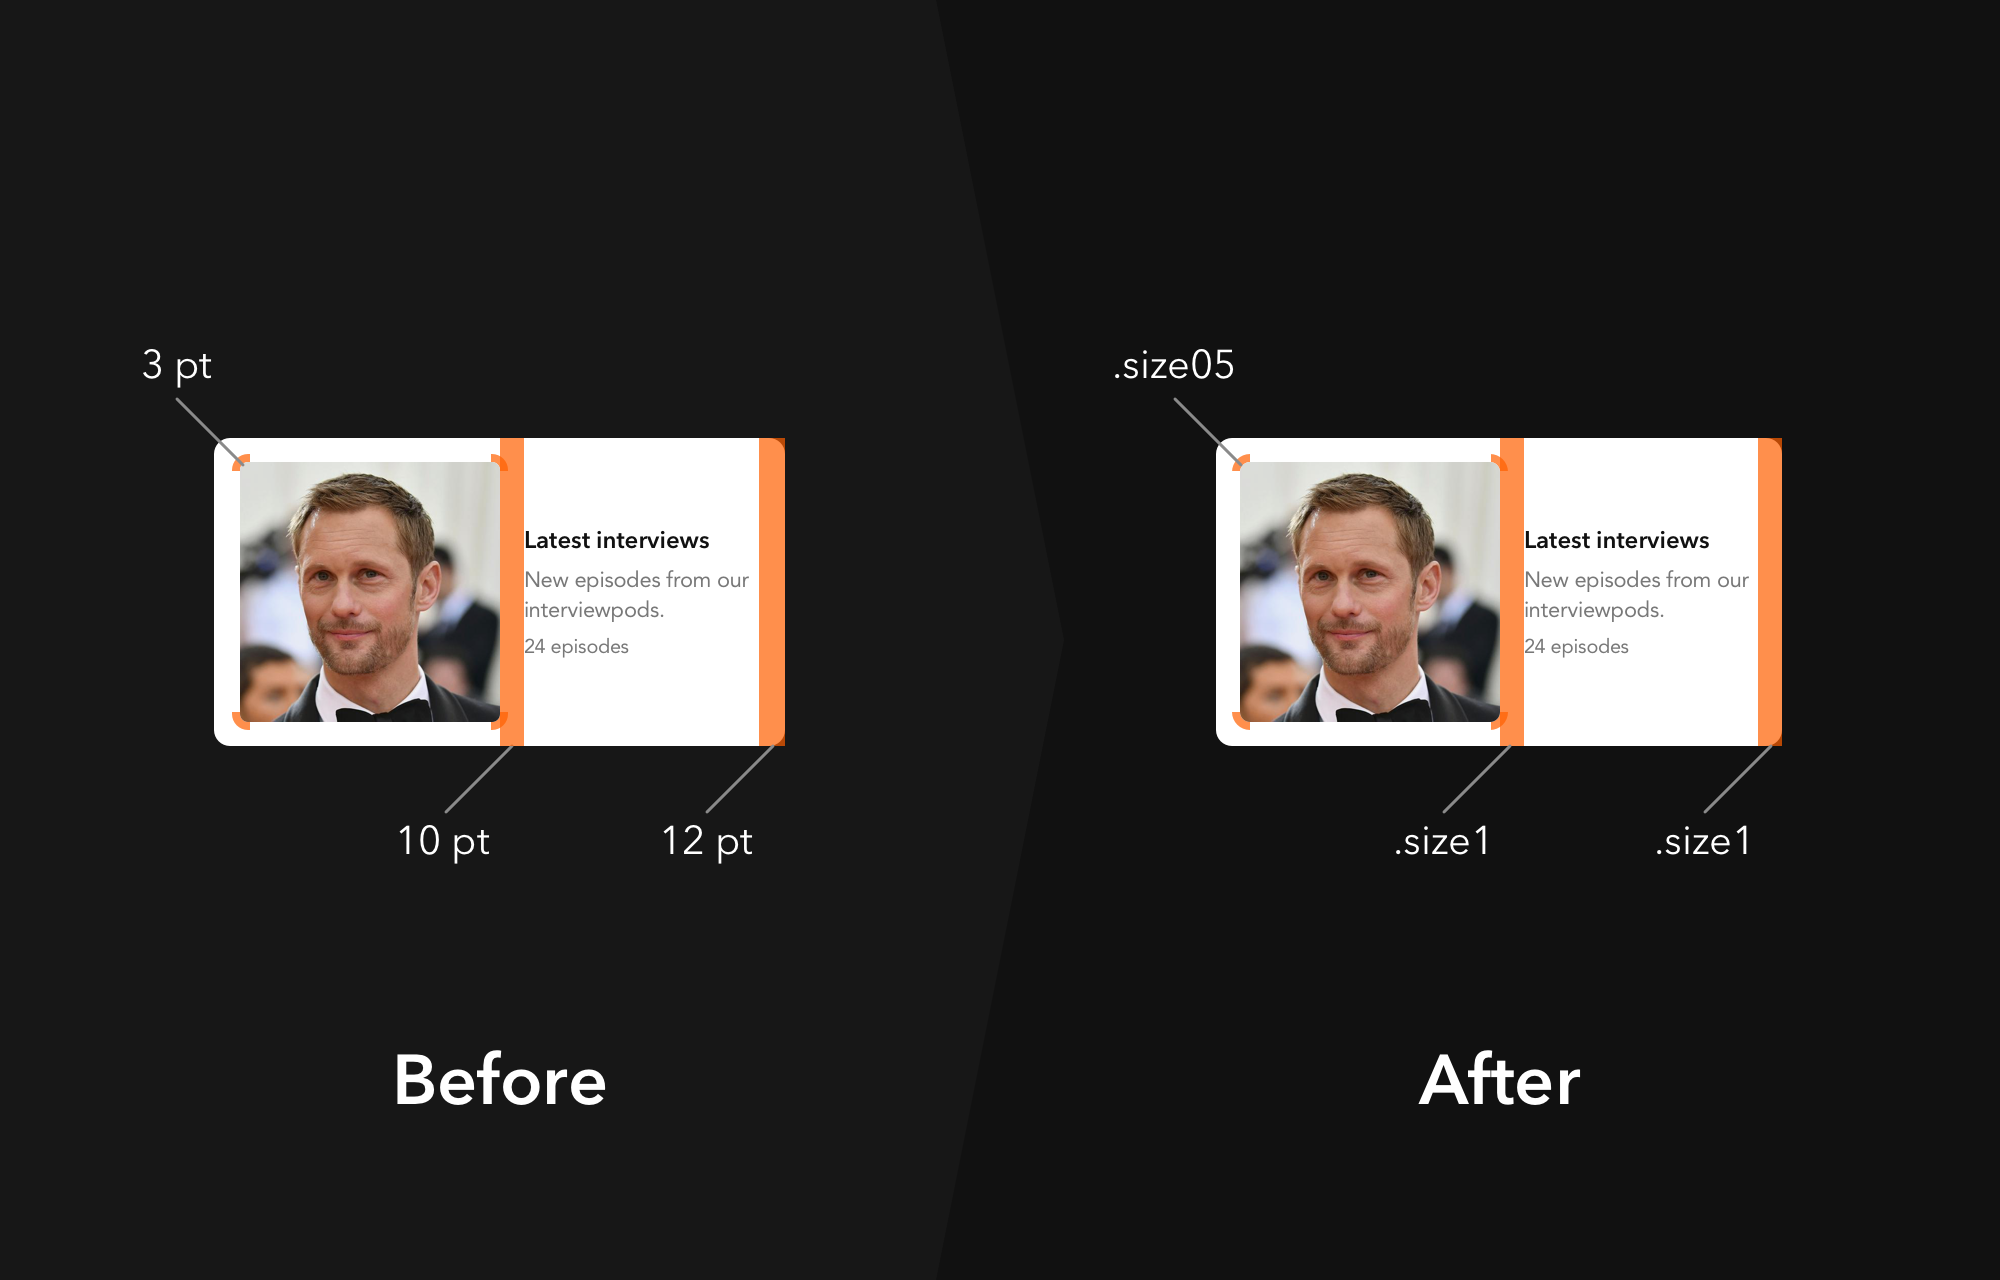 3 pt
Latest interviews
New episodes from our
interviewpods.
24 episodes
10 pt
12 pt
Before
.size05
Latest interviews
New episodes from our
interviewpods.
24 episodes
.size1
.size1
After